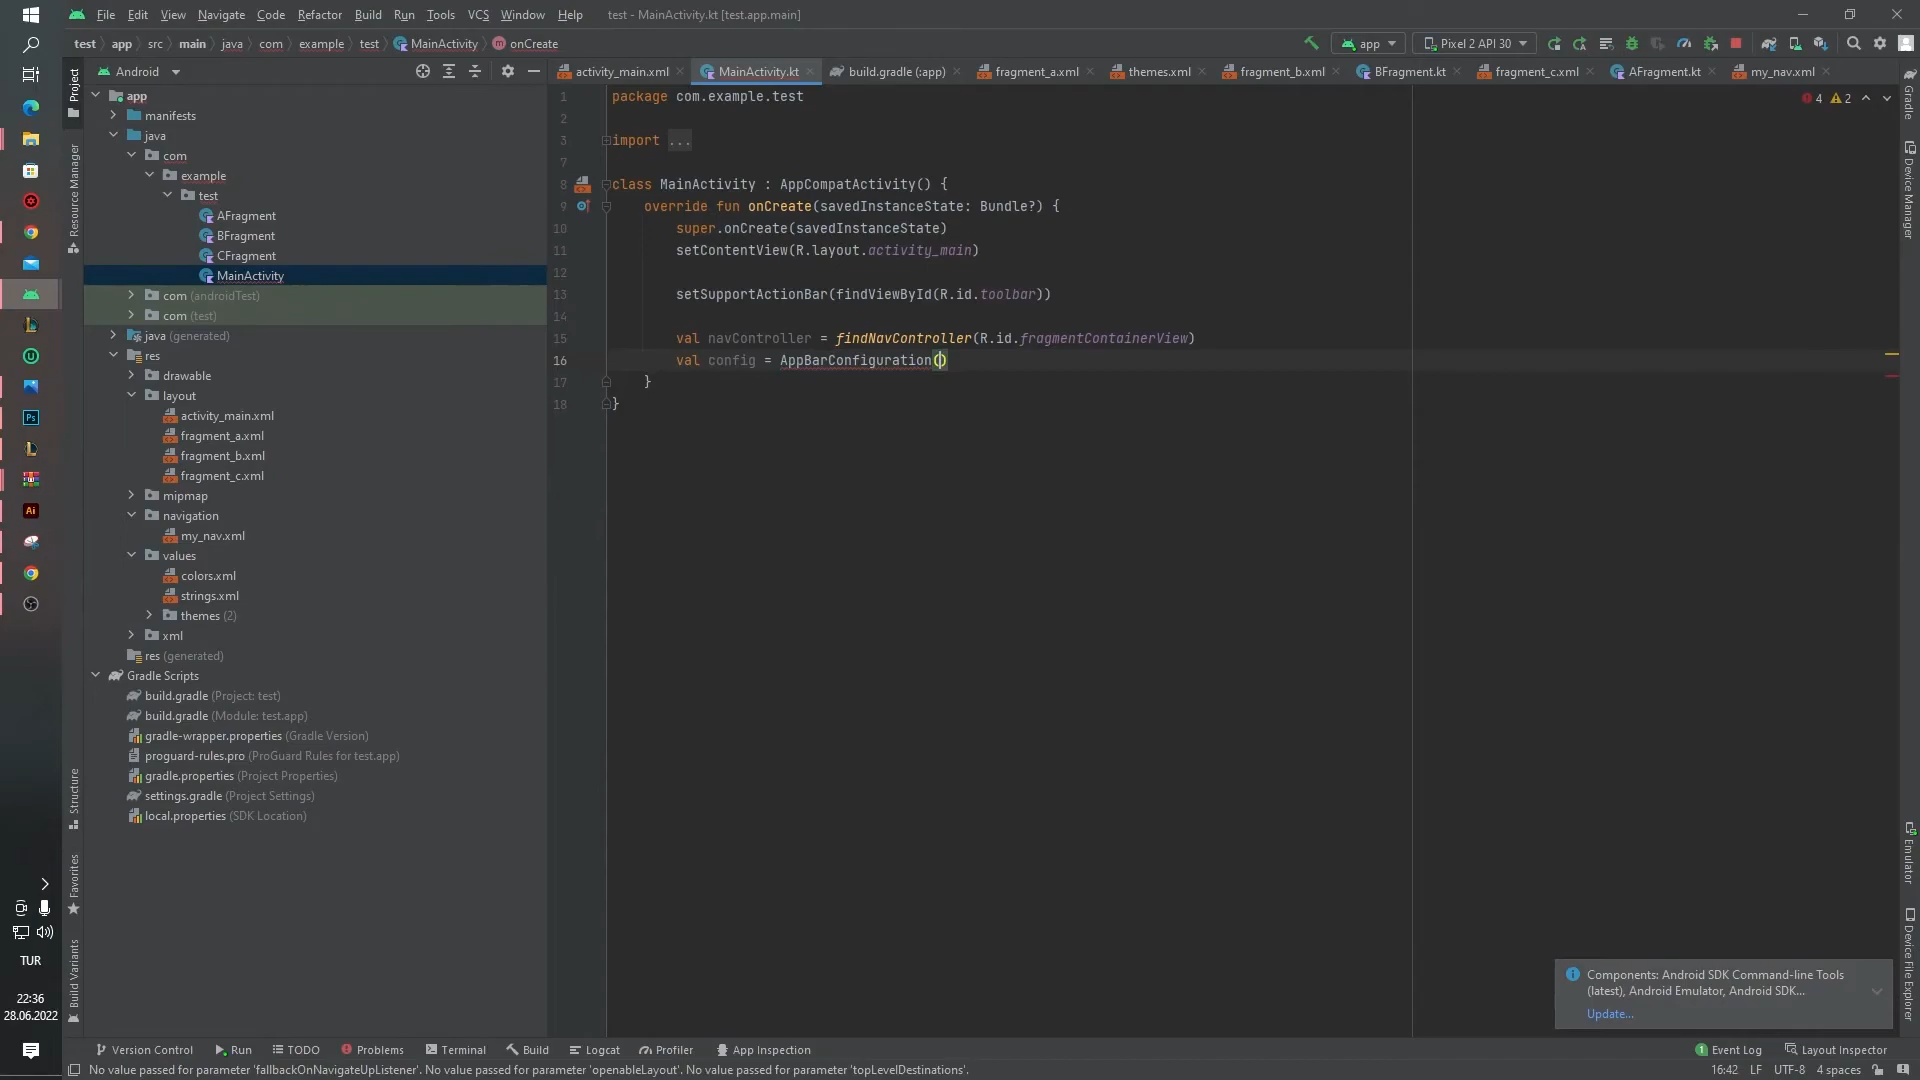 File Edit View Navigate Code Refactor Build Run Tools VCS Window Help test - MainActivity.kt [test.app.main]
test app src main java com example test MainActivity onCreate app Pixel 2 API 30
Android
activity_main.xml MainActivity.kt build.gradle (:app) fragment_a.xml themes.xml fragment_b.xml BFragment.kt fragment_c.xml AFragment.kt my_nav.xml
Project
Resource Manager
Structure
Favorites
Build Variants
app
manifests
java
com
example
test
AFragment
BFragment
CFragment
MainActivity
com (androidTest)
com (test)
java (generated)
res
drawable
layout
activity_main.xml
fragment_a.xml
fragment_b.xml
fragment_c.xml
mipmap
navigation
my_nav.xml
values
colors.xml
strings.xml
themes (2)
xml
res (generated)
Gradle Scripts
build.gradle (Project: test)
build.gradle (Module: test.app)
gradle-wrapper.properties (Gradle Version)
proguard-rules.pro (ProGuard Rules for test.app)
gradle.properties (Project Properties)
settings.gradle (Project Settings)
local.properties (SDK Location)
1 package com.example.test
2
3 import ...
7
8 class MainActivity : AppCompatActivity() {
9 override fun onCreate(savedInstanceState: Bundle?) {
10 super.onCreate(savedInstanceState)
11 setContentView(R.layout.activity_main)
12
13 setSupportActionBar(findViewById(R.id.toolbar))
14
15 val navController = findNavController(R.id.fragmentContainerView)
16 val config = AppBarConfiguration()
17 }
18 }
4 2
Gradle
Device Manager
Emulator
Device File Explorer
Ps
Ai
TUR
22:36
28.06.2022
Components: Android SDK Command-line Tools
(latest), Android Emulator, Android SDK...
Update...
Version Control Run TODO Problems Terminal Build Logcat Profiler App Inspection 1 Event Log Layout Inspector
No value passed for parameter 'fallbackOnNavigateUpListener'. No value passed for parameter 'openableLayout'. No value passed for parameter 'topLevelDestinations'. 16:42 LF UTF-8 4 spaces